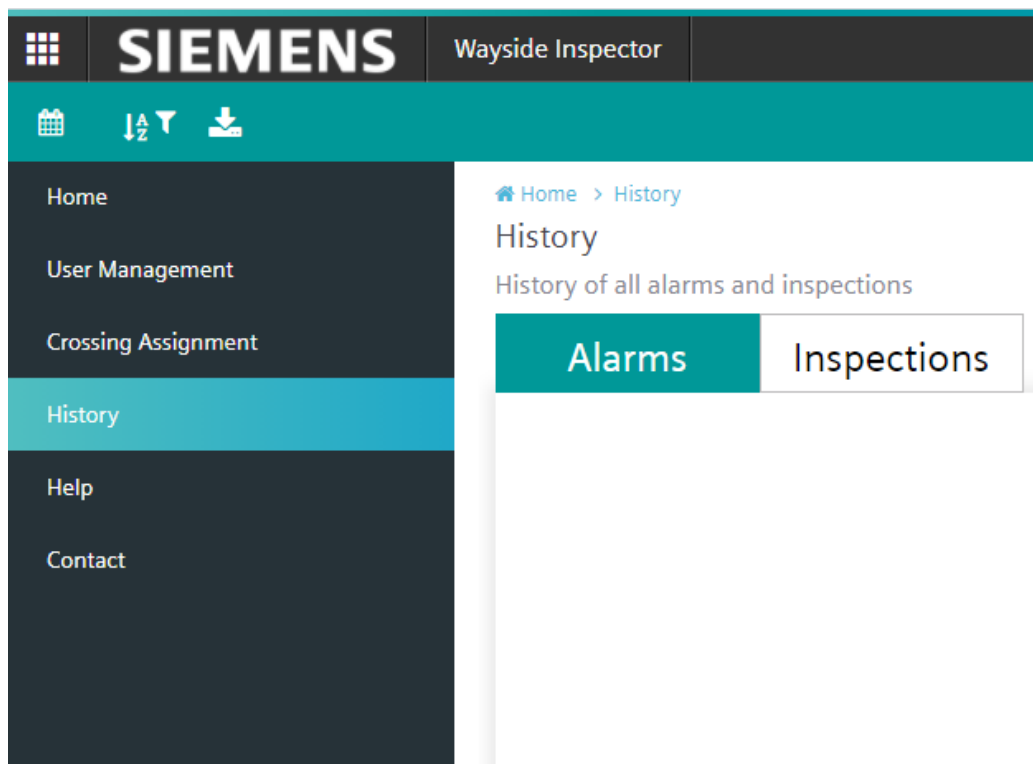 SIEMENS
Wayside Inspector
Home
User Management
Crossing Assignment
History
Help
Contact
Home > History
History
History of all alarms and inspections
Alarms
Inspections